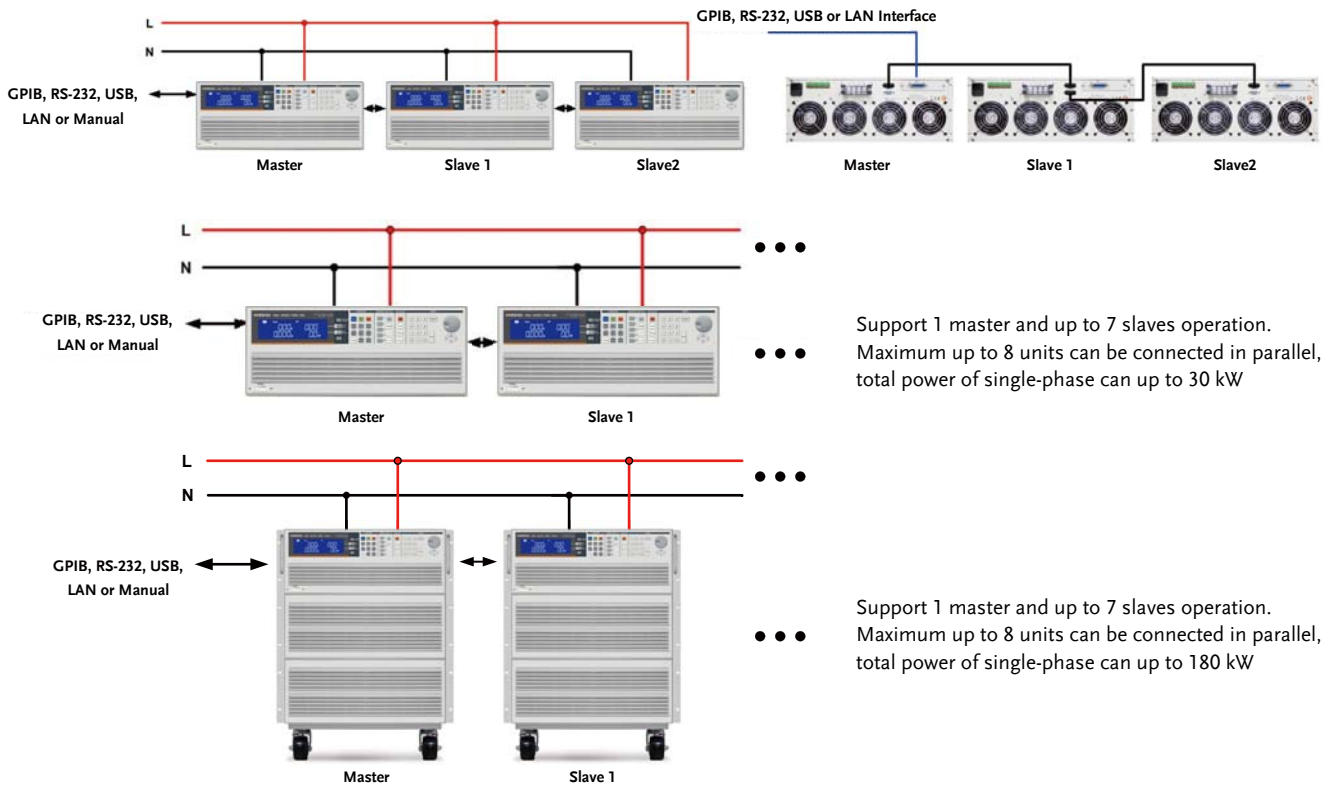 L
N
GPIB, RS-232, USB,
LAN or Manual
Master
Slave 1
Slave2
GPIB, RS-232, USB or LAN Interface
Master
Slave 1
Slave2
L
N
GPIB, RS-232, USB,
LAN or Manual
Master
Slave 1
Support 1 master and up to 7 slaves operation.
Maximum up to 8 units can be connected in parallel,
total power of single-phase can up to 30 kW
L
N
GPIB, RS-232, USB,
LAN or Manual
Master
Slave 1
Support 1 master and up to 7 slaves operation.
Maximum up to 8 units can be connected in parallel,
total power of single-phase can up to 180 kW